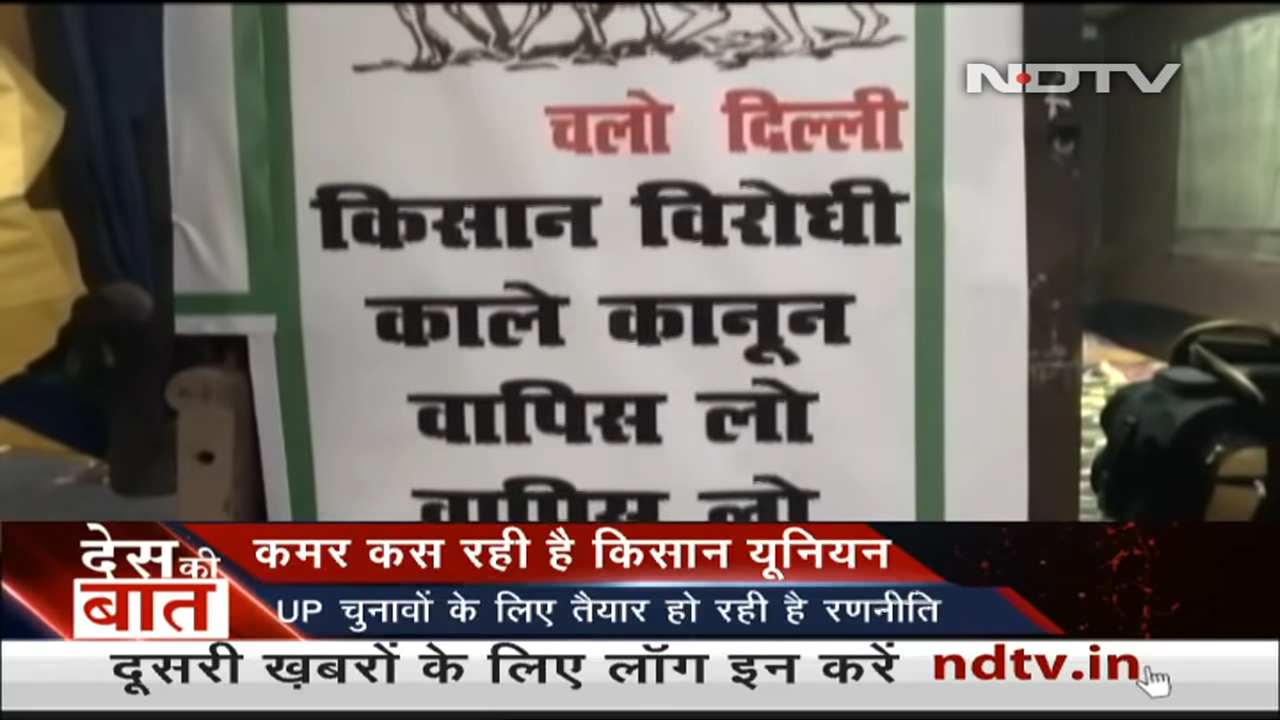 NDTV
चलो दिल्ली
किसान विरोधी
काले कानून
वापिस लो
वापिस लो
देस की
बात
कमर कस रही है किसान यूनियन
UP चुनावों के लिए तैयार हो रही है रणनीति
दूसरी ख़बरों के लिए लॉग इन करें ndtv.in